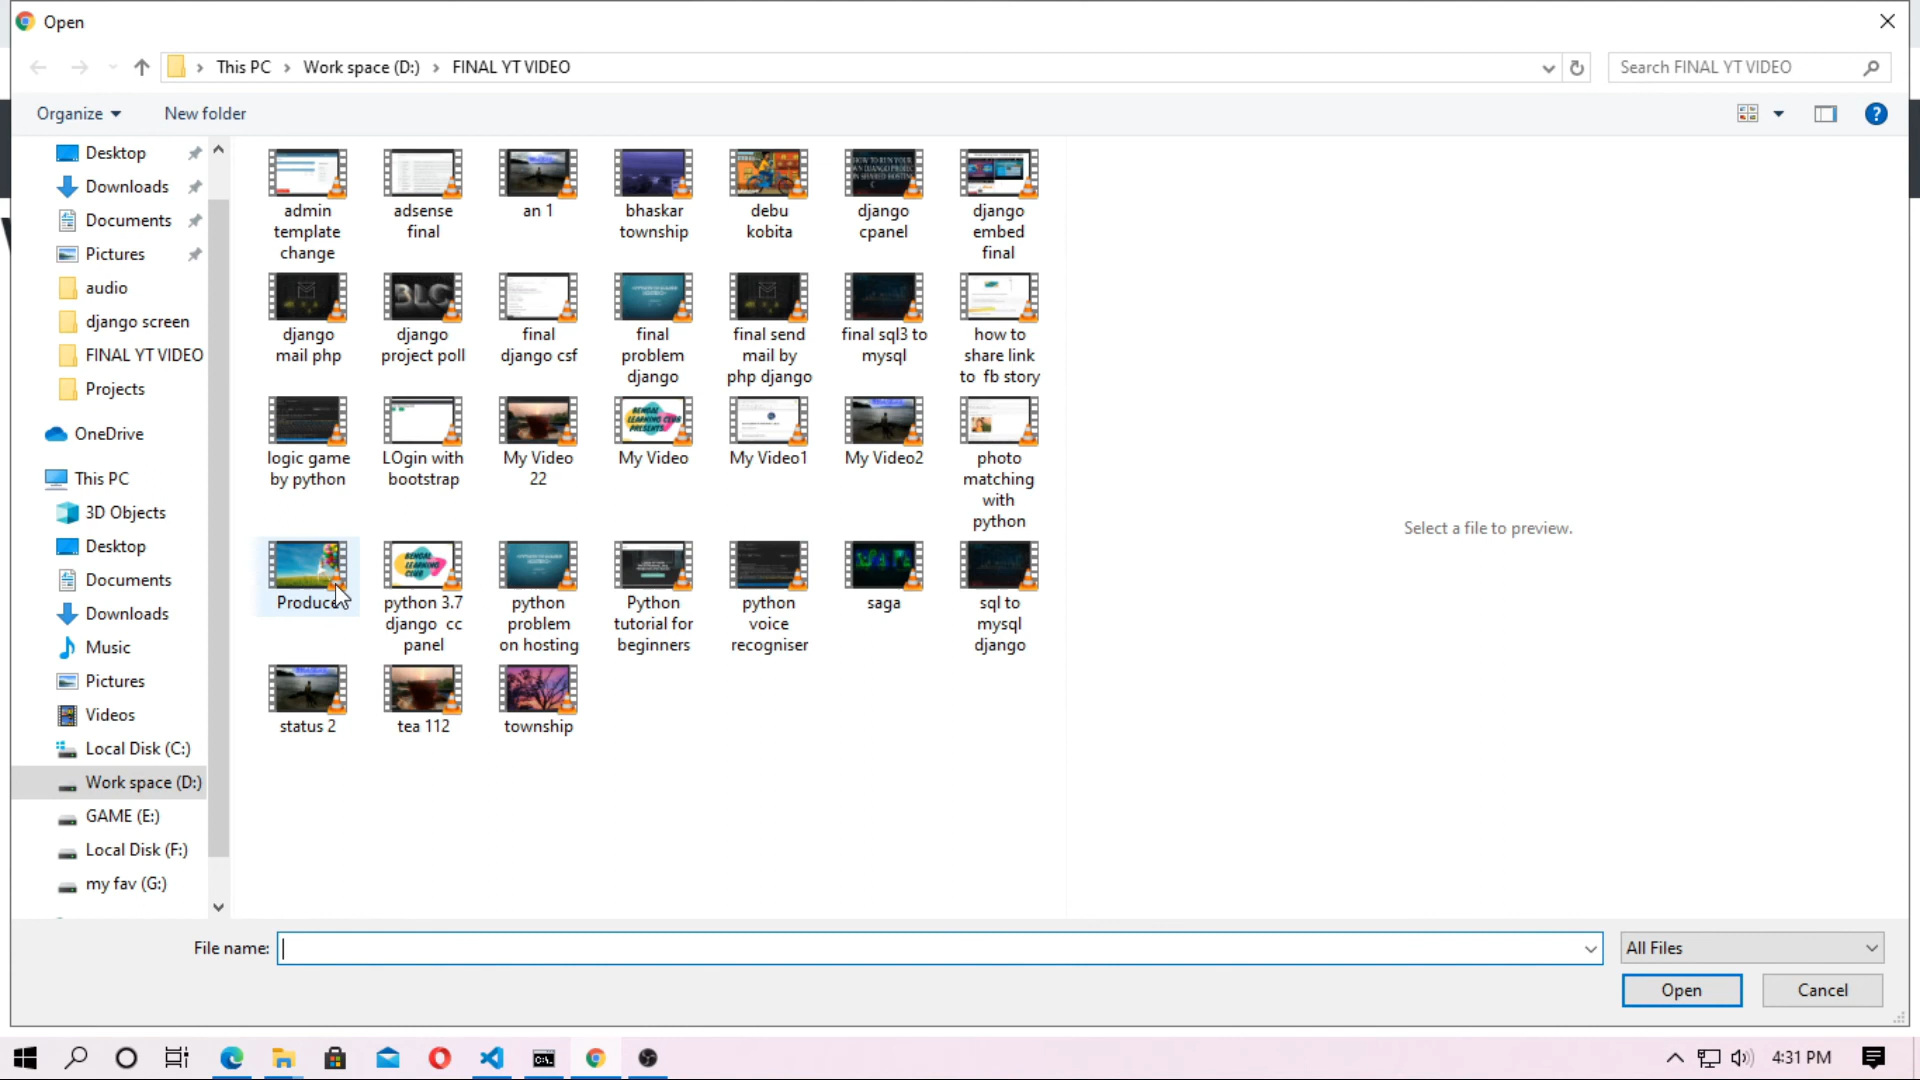 Open
This PC
Work space (D:)
FINAL YT VIDEO
Search FINAL YT VIDEO
Organize
New folder
Desktop
Downloads
Documents
Pictures
audio
django screen
FINAL YT VIDEO
Projects
OneDrive
This PC
3D Objects
Desktop
Documents
Downloads
Music
Pictures
Videos
Local Disk (C:)
Work space (D:)
GAME (E:)
Local Disk (F:)
my fav (G:)
admin
template
change
adsense
final
an 1
bhaskar
township
debu
kobita
django
cpanel
django
embed
final
django
mail php
BLC
django
project poll
final
django csf
final
problem
django
final send
mail by
php django
final sql3 to
mysql
how to
share link
to fb story
logic game
by python
LOgin with
bootstrap
My Video
22
BENGAL
LEARNING CLUB
PRESENTS
My Video
My Video1
My Video2
photo
matching
with
python
Produce
BENGAL
LEARNING
CLUB
python 3.7
django cc
panel
python
problem
on hosting
Python
tutorial for
beginners
python
voice
recogniser
saga
sql to
mysql
django
status 2
tea 112
township
Select a file to preview.
File name:
All Files
Open
Cancel
4:31 PM